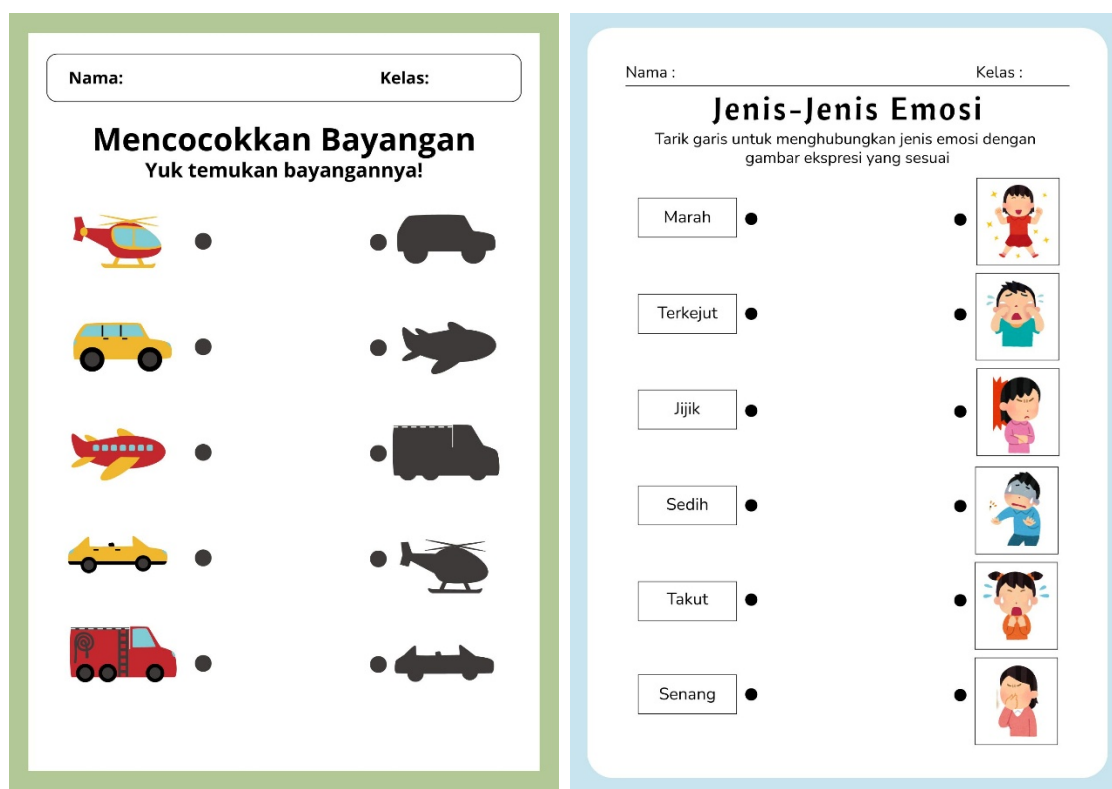 Nama:
Kelas:
Mencocokkan Bayangan
Yuk temukan bayangannya!
Nama :
Kelas :
Jenis-Jenis Emosi
Tarik garis untuk menghubungkan jenis emosi dengan
gambar ekspresi yang sesuai
Marah
Terkejut
Jijik
Sedih
Takut
Senang